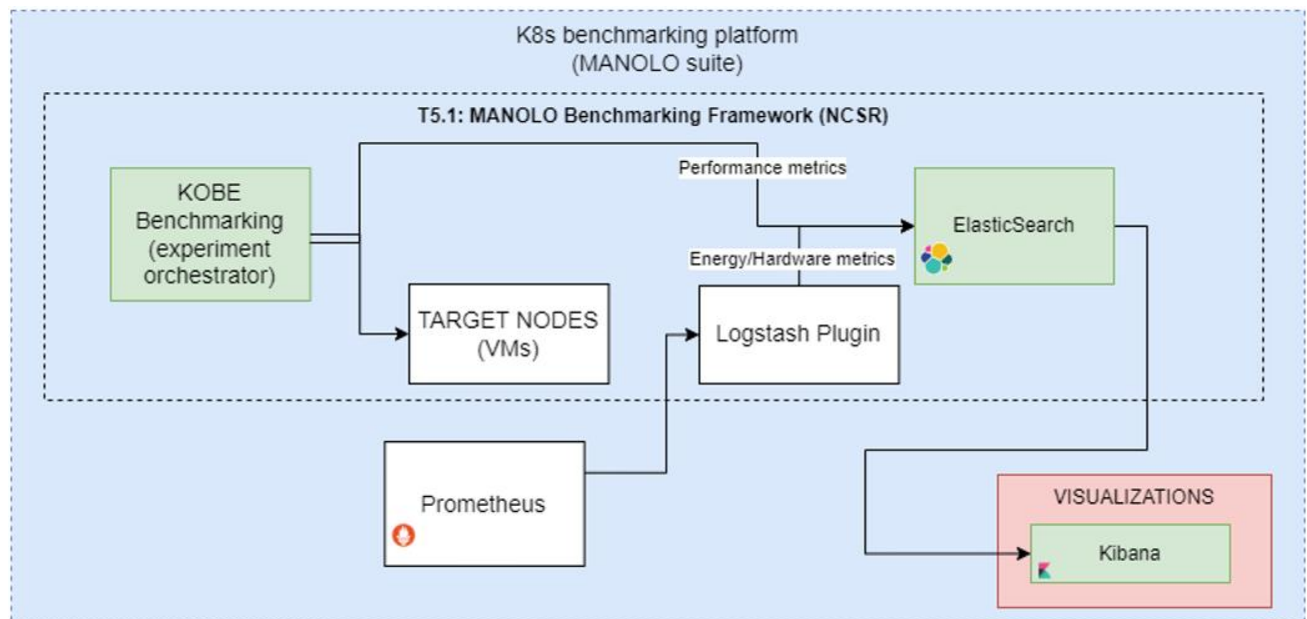 K8s benchmarking platform
(MANOLO suite)
T5.1: MANOLO Benchmarking Framework (NCSR)
KOBE
Benchmarking
(experiment
orchestrator)
Performance metrics
ElasticSearch
Energy/Hardware metrics
TARGET NODES
(VMs)
Logstash Plugin
Prometheus
VISUALIZATIONS
Kibana